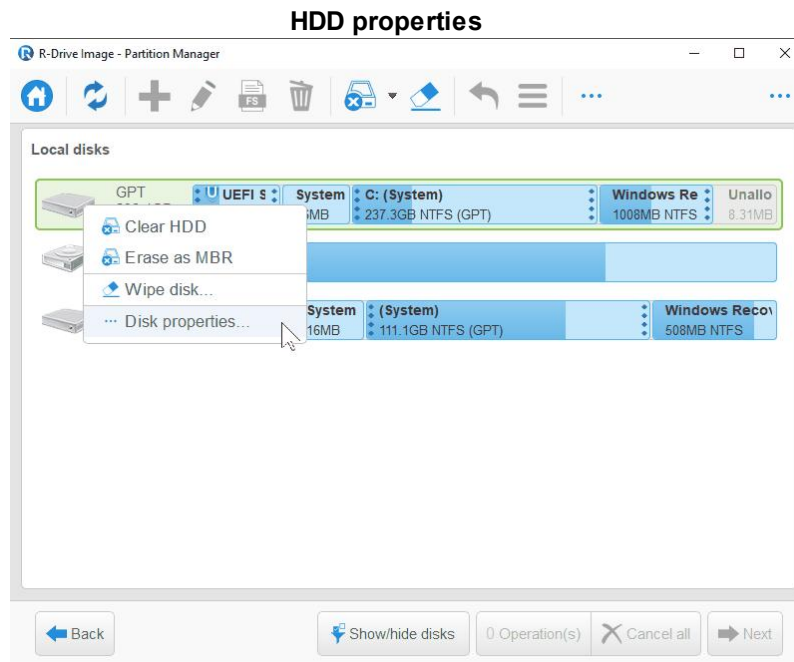 HDD properties
R-Drive Image - Partition Manager
FS
Local disks
GPT
UEFI S
System
C: (System)
Windows Re
Unallo
MB
237.3GB NTFS (GPT)
1008MB NTFS
8.31MB
Clear HDD
Erase as MBR
Wipe disk...
Disk properties...
System
(System)
Windows Recov
16MB
111.1GB NTFS (GPT)
508MB NTFS
Back
Show/hide disks
0 Operation(s)
Cancel all
Next